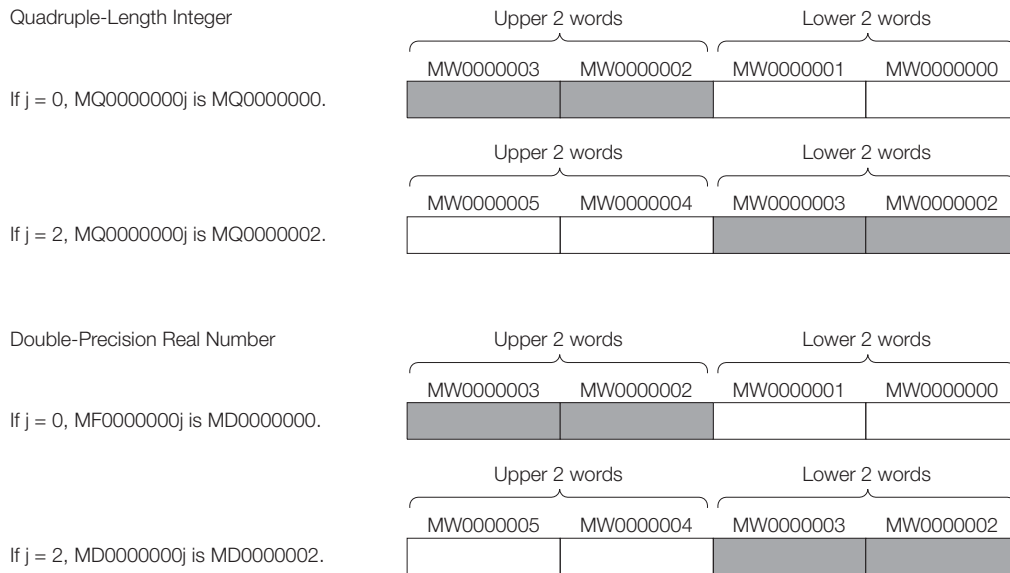 Quadruple-Length Integer Upper 2 words Lower 2 words
MW0000003 MW0000002 MW0000001 MW0000000
If j = 0, MQ0000000j is MQ0000000.
Upper 2 words Lower 2 words
MW0000005 MW0000004 MW0000003 MW0000002
If j = 2, MQ0000000j is MQ0000002.
Double-Precision Real Number Upper 2 words Lower 2 words
MW0000003 MW0000002 MW0000001 MW0000000
If j = 0, MF0000000j is MD0000000.
Upper 2 words Lower 2 words
MW0000005 MW0000004 MW0000003 MW0000002
If j = 2, MD0000000j is MD0000002.